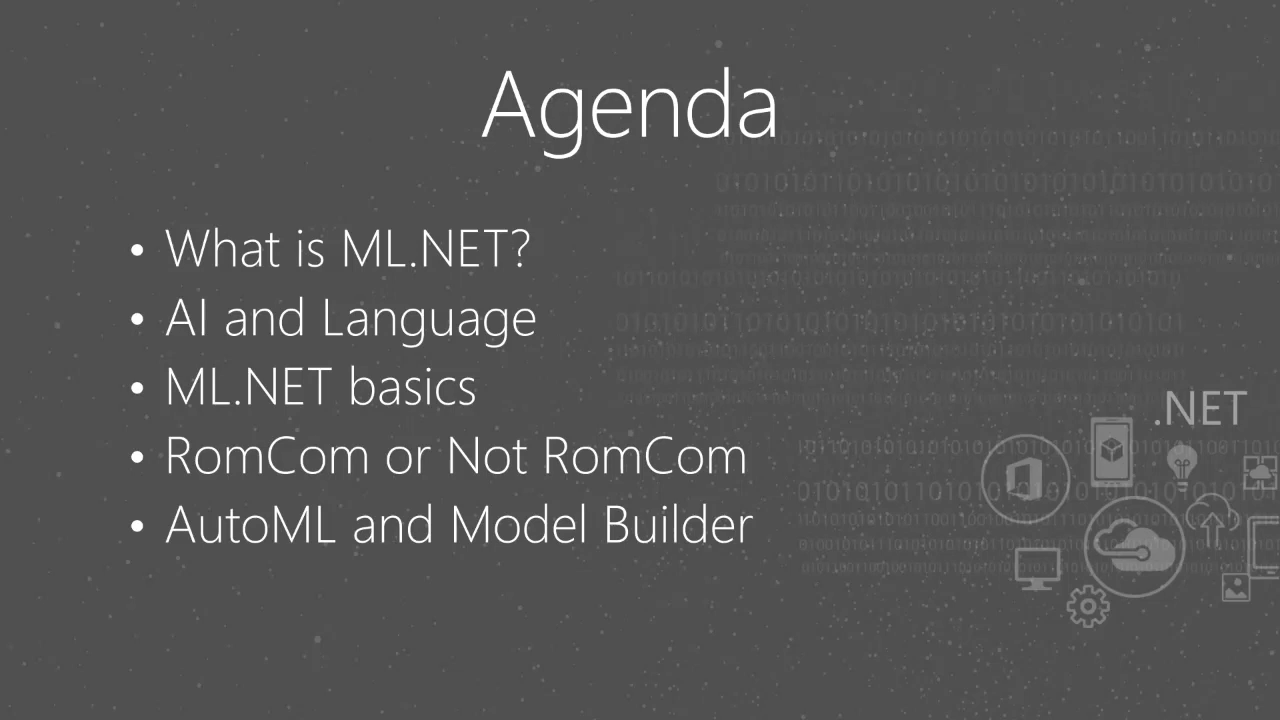 Agenda
• What is ML.NET?
• AI and Language
• ML.NET basics
• RomCom or Not RomCom
• AutoML and Model Builder
.NET